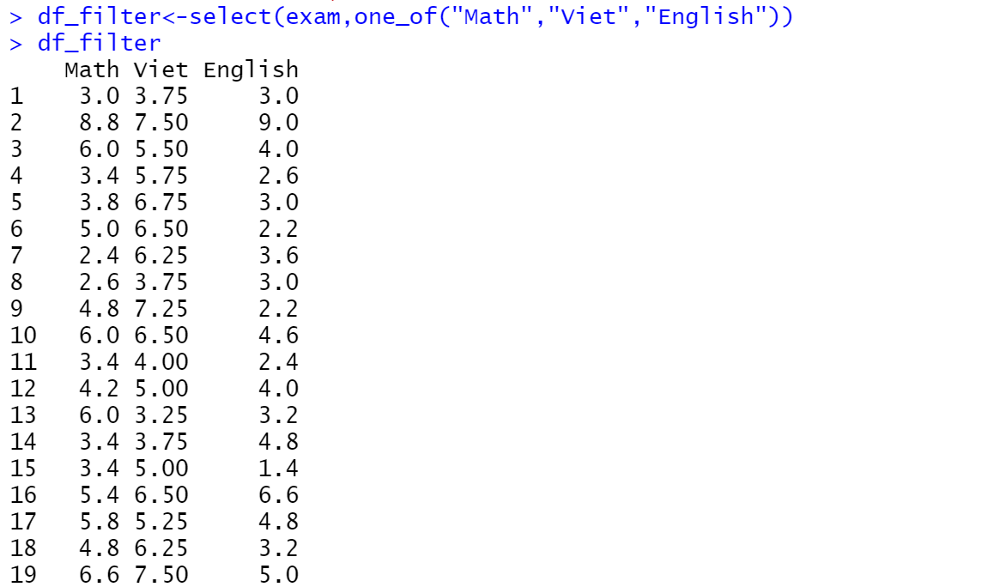 > df_filter<-select(exam,one_of("Math","Viet","English"))
> df_filter
Math Viet English
1 3.0 3.75 3.0
2 8.8 7.50 9.0
3 6.0 5.50 4.0
4 3.4 5.75 2.6
5 3.8 6.75 3.0
6 5.0 6.50 2.2
7 2.4 6.25 3.6
8 2.6 3.75 3.0
9 4.8 7.25 2.2
10 6.0 6.50 4.6
11 3.4 4.00 2.4
12 4.2 5.00 4.0
13 6.0 3.25 3.2
14 3.4 3.75 4.8
15 3.4 5.00 1.4
16 5.4 6.50 6.6
17 5.8 5.25 4.8
18 4.8 6.25 3.2
19 6.6 7.50 5.0